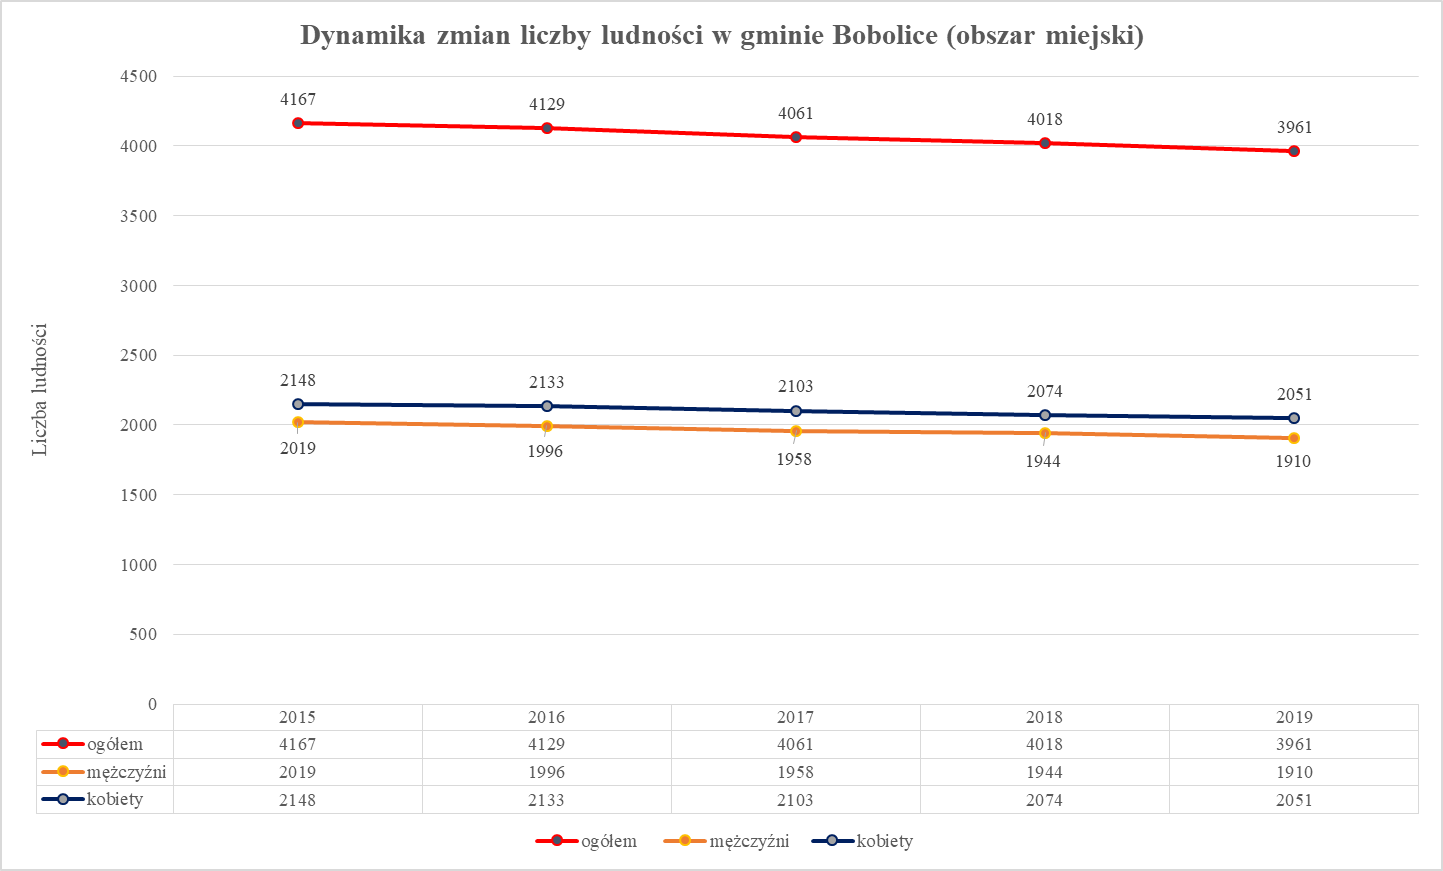 Dynamika zmian liczby ludności w gminie Bobolice (obszar miejski)
Liczba ludności
4500
4000
3500
3000
2500
2000
1500
1000
500
0
4167 4129 4061 4018 3961
2148 2133 2103 2074 2051
2019 1996 1958 1944 1910
2015 2016 2017 2018 2019
ogółem 4167 4129 4061 4018 3961
mężczyźni 2019 1996 1958 1944 1910
kobiety 2148 2133 2103 2074 2051
ogółem mężczyźni kobiety